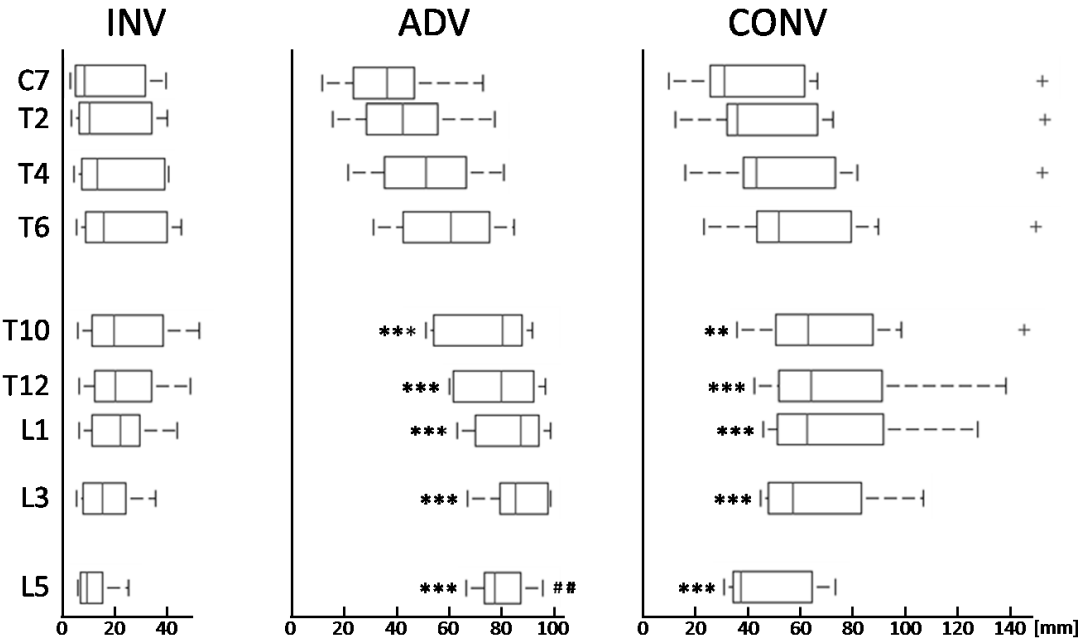 INV ADV CONV
C7
T2
T4
T6
T10 *** **
T12 *** ***
L1 *** ***
L3 *** ***
L5 *** ## ***
0 20 40 0 20 40 60 80 100 0 20 40 60 80 100 120 140 [mm]